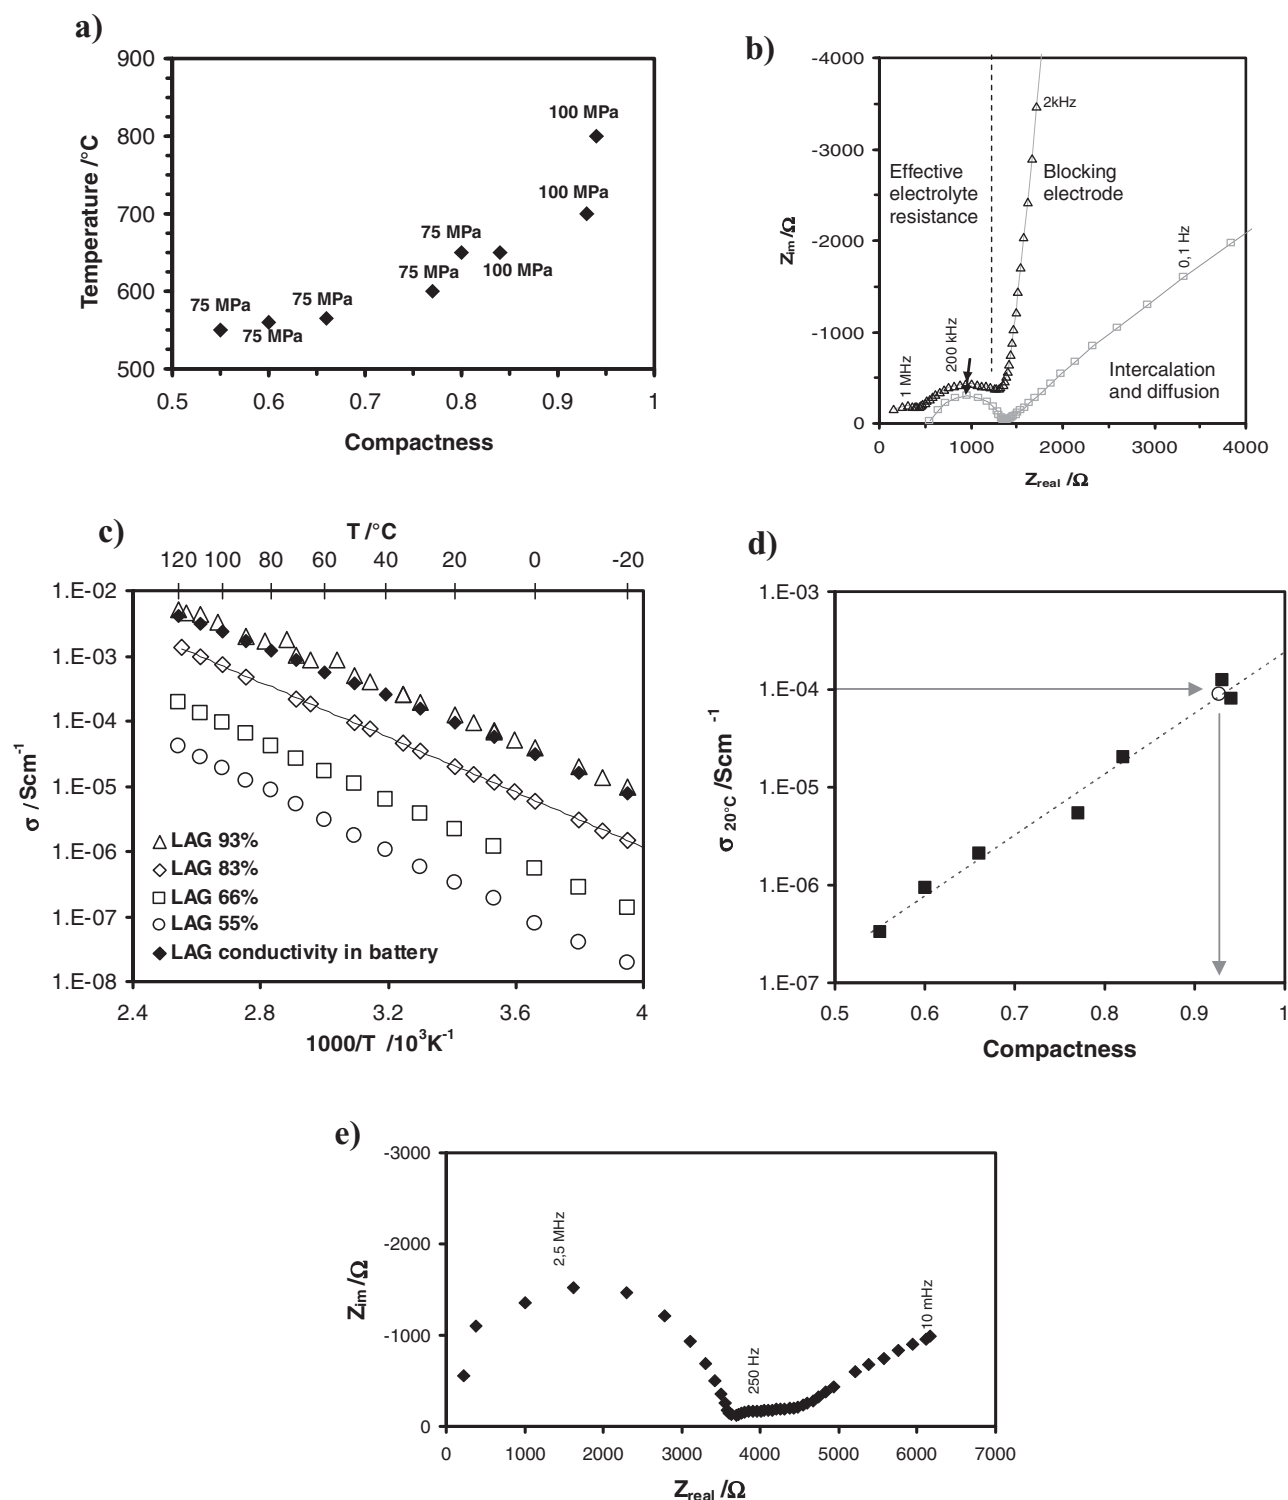 a)
900
800
700
600
500
Temperature /°C
100 MPa
100 MPa
75 MPa
100 MPa
75 MPa
75 MPa
75 MPa
75 MPa
0.5 0.6 0.7 0.8 0.9 1
Compactness
b)
-4000
-3000
-2000
-1000
0
Zim /Ω
2kHz
Effective
electrolyte
resistance
Blocking
electrode
0,1 Hz
200 kHz
1 MHz
Intercalation
and diffusion
0 1000 2000 3000 4000
Zreal /Ω
c)
T /°C
120 100 80 60 40 20 0 -20
1.E-02
1.E-03
1.E-04
1.E-05
1.E-06
1.E-07
1.E-08
σ / Scm-1
LAG 93%
LAG 83%
LAG 66%
LAG 55%
LAG conductivity in battery
2.4 2.8 3.2 3.6 4
1000/T /10³K-1
d)
1.E-03
1.E-04
1.E-05
1.E-06
1.E-07
σ 20°C /Scm -1
0.5 0.6 0.7 0.8 0.9 1
Compactness
e)
-3000
-2000
-1000
0
Zim /Ω
2,5 MHz
250 Hz
10 mHz
0 1000 2000 3000 4000 5000 6000 7000
Zreal /Ω